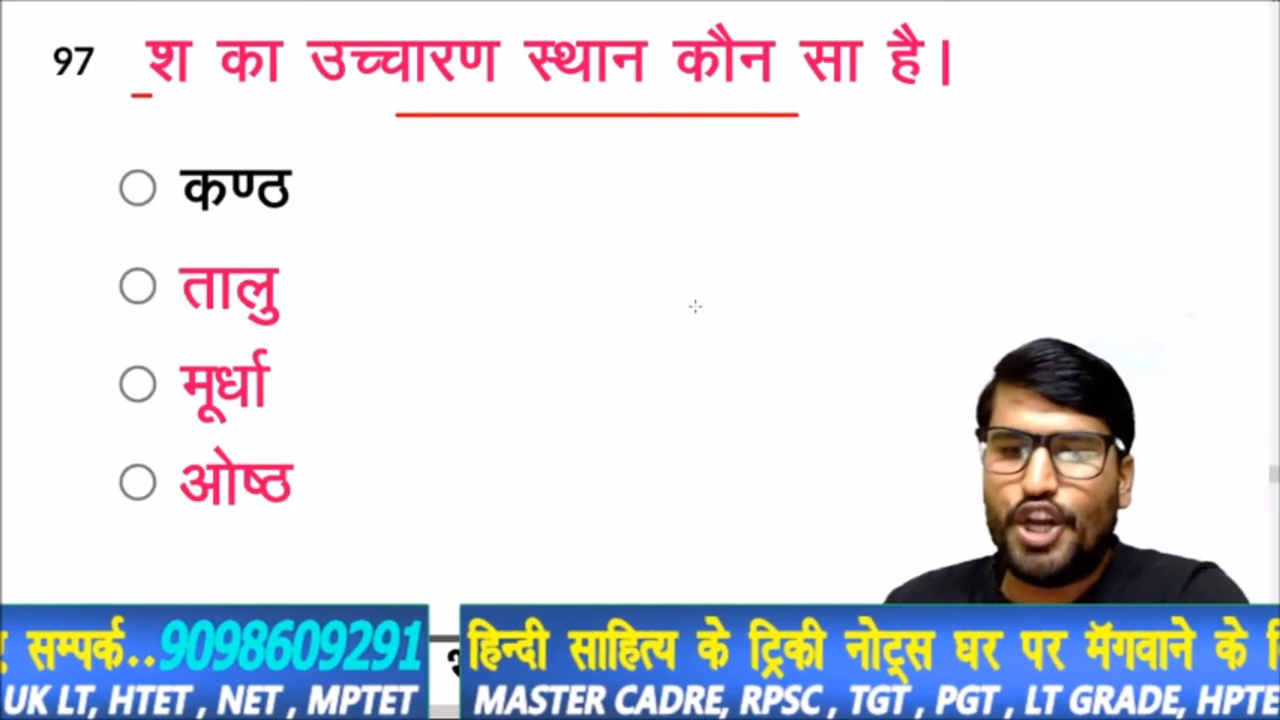 97 श का उच्चारण स्थान कौन सा है।
कण्ठ
तालु
मूर्धा
ओष्ठ
सम्पर्क..9098609291
हिन्दी साहित्य के ट्रिकी नोट्स घर पर मॅगवाने के
UK LT, HTET , NET , MPTET
MASTER CADRE, RPSC , TGT , PGT , LT GRADE, HPTE